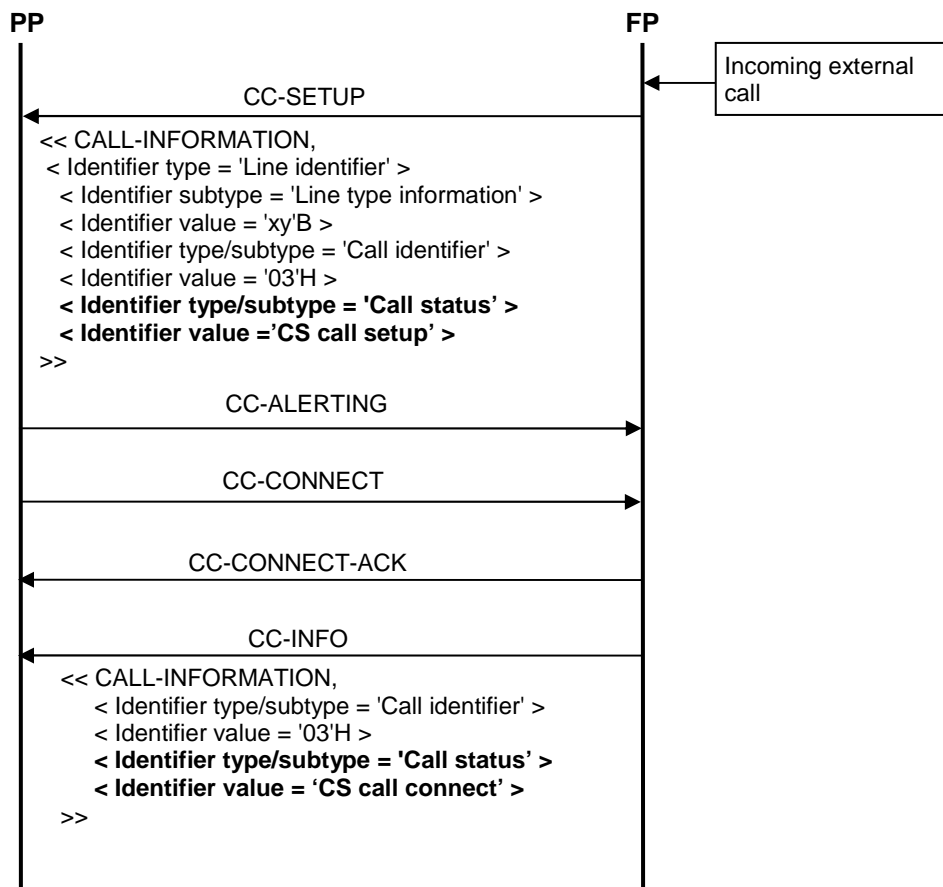 PP
FP
Incoming external
call
CC-SETUP
<< CALL-INFORMATION,
< Identifier type = 'Line identifier' >
< Identifier subtype = 'Line type information' >
< Identifier value = 'xy'B >
< Identifier type/subtype = 'Call identifier' >
< Identifier value = '03'H >
< Identifier type/subtype = 'Call status’ >
< Identifier value =’CS call setup’ >
>>
CC-ALERTING
CC-CONNECT
CC-CONNECT-ACK
CC-INFO
<< CALL-INFORMATION,
< Identifier type/subtype = 'Call identifier' >
< Identifier value = '03'H >
< Identifier type/subtype = 'Call status’ >
< Identifier value = ‘CS call connect’ >
>>